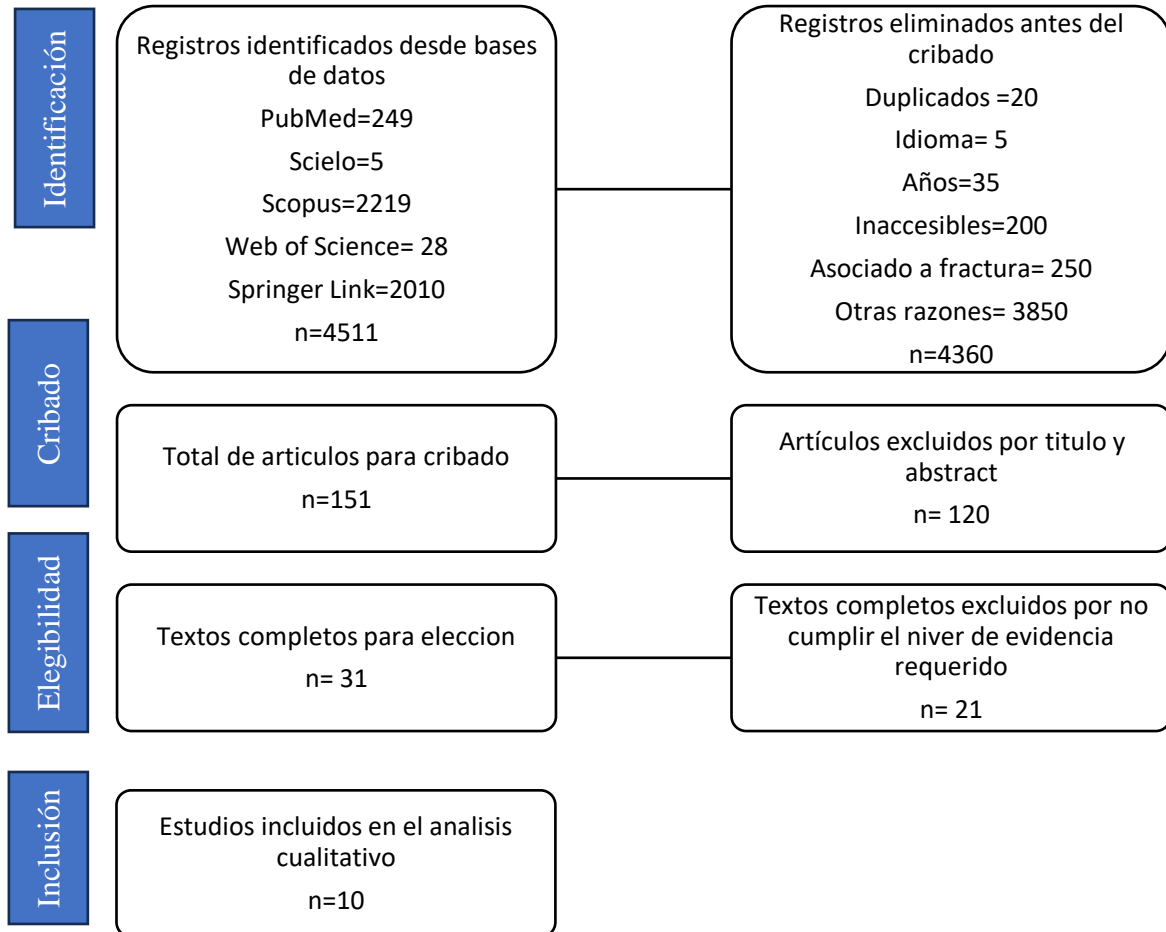 Identificación
Registros identificados desde bases
de datos
PubMed=249
Scielo=5
Scopus=2219
Web of Science= 28
Springer Link=2010
n=4511
Registros eliminados antes del
cribado
Duplicados =20
Idioma= 5
Años=35
Inaccesibles=200
Asociado a fractura= 250
Otras razones= 3850
n=4360
Cribado
Total de articulos para cribado
n=151
Artículos excluidos por titulo y
abstract
n= 120
Elegibilidad
Textos completos para eleccion
n= 31
Textos completos excluidos por no
cumplir el niver de evidencia
requerido
n= 21
Inclusión
Estudios incluidos en el analisis
cualitativo
n=10